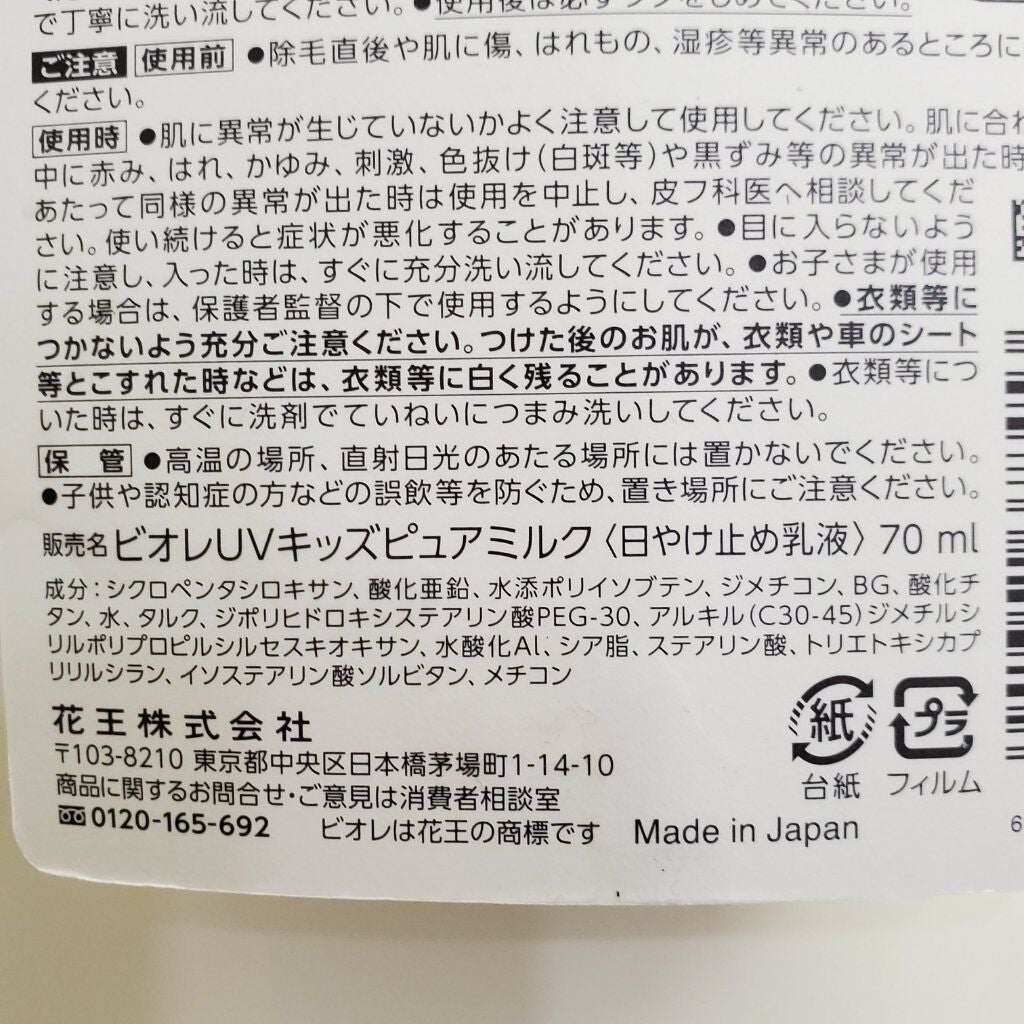 で丁寧に洗い流してください。●使用後は必ずフタをしめてください。
ご注意 使用前 ●除毛直後や肌に傷、はれもの、湿疹等異常のあるところに
ください。
使用時 ●肌に異常が生じていないかよく注意して使用してください。肌に合わ
中に赤み、はれ、かゆみ、刺激、色抜け(白斑等)や黒ずみ等の異常が出た時
あたって同様の異常が出た時は使用を中止し、皮フ科医へ相談してくだ
さい。使い続けると症状が悪化することがあります。●目に入らないよう
に注意し、入った時は、すぐに充分洗い流してください。●お子さまが使用
する場合は、保護者監督の下で使用するようにしてください。●衣類等に
つかないよう充分ご注意ください。つけた後のお肌が、衣類や車のシート
等とこすれた時などは、衣類等に白く残ることがあります。●衣類等につ
いた時は、すぐに洗剤でていねいにつまみ洗いしてください。
保管 ●高温の場所、直射日光のあたる場所には置かないでください。
●子供や認知症の方などの誤飲等を防ぐため、置き場所にご注意ください。
販売名 ビオレUVキッズピュアミルク〈日やけ止め乳液〉70 ml
成分：シクロペンタシロキサン、酸化亜鉛、水添ポリイソブテン、ジメチコン、BG、酸化チ
タン、水、タルク、ジポリヒドロキシステアリン酸PEG-30、アルキル(C30-45)ジメチルシ
リルポリプロピルシルセスキオキサン、水酸化Al、シア脂、ステアリン酸、トリエトキシカプ
リリルシラン、イソステアリン酸ソルビタン、メチコン
花王株式会社
〒103-8210 東京都中央区日本橋茅場町1-14-10
商品に関するお問合せ・ご意見は消費者相談室
0120-165-692 ビオレは花王の商標です Made in Japan
紙 プラ
台紙 フィルム
6